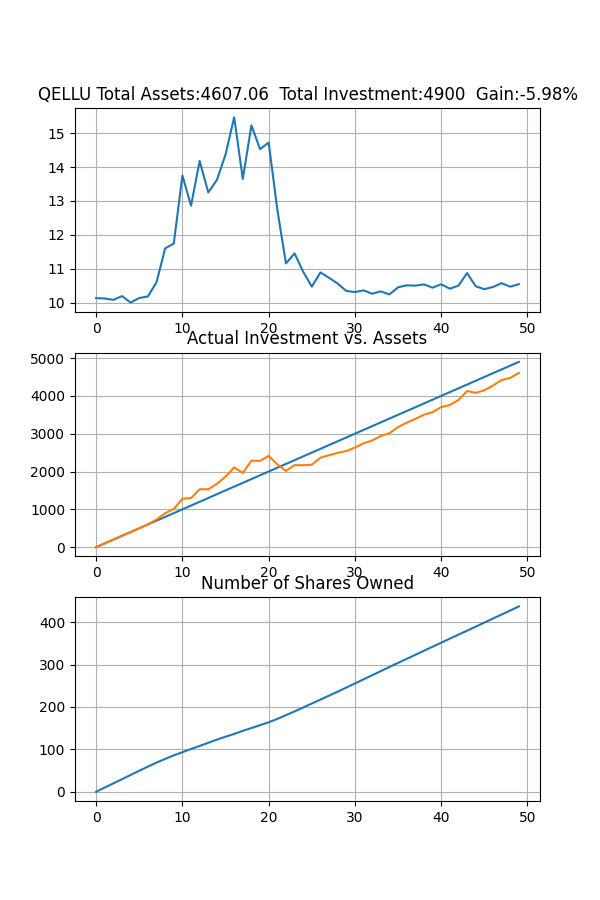 QELLU Total Assets:4607.06  Total Investment:4900  Gain:-5.98%
15
14
13
12
11
10
0 10 20 30 40 50
Actual Investment vs. Assets
5000
4000
3000
2000
1000
0
0 10 20 30 40 50
Number of Shares Owned
400
300
200
100
0
0 10 20 30 40 50